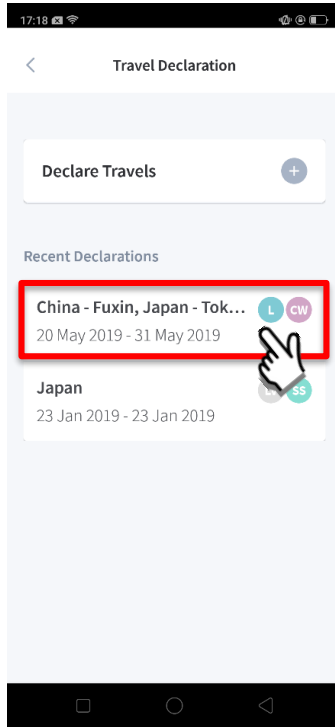 17:18
Travel Declaration
Declare Travels
Recent Declarations
China - Fuxin, Japan - Tok... L CW
20 May 2019 - 31 May 2019
Japan SS
23 Jan 2019 - 23 Jan 2019